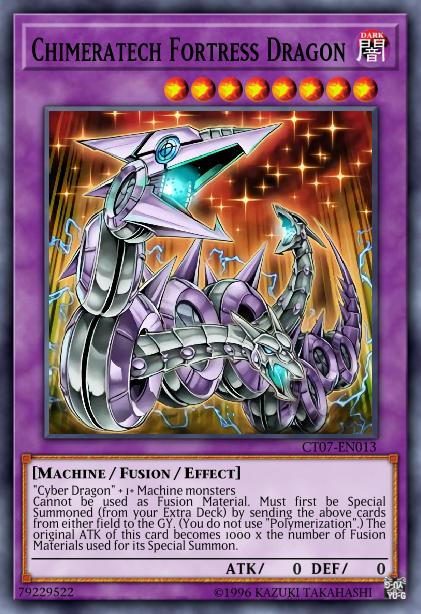 CHIMERATECH FORTRESS DRAGON
DARK
闇
CT07-EN013
[MACHINE / FUSION / EFFECT]
"Cyber Dragon" + 1+ Machine monsters
Cannot be used as Fusion Material. Must first be Special
Summoned (from your Extra Deck) by sending the above cards
from either field to the GY. (You do not use "Polymerization".) The
original ATK of this card becomes 1000 x the number of Fusion
Materials used for its Special Summon.
ATK/ 0 DEF/ 0
79229522
©1996 KAZUKI TAKAHASHI